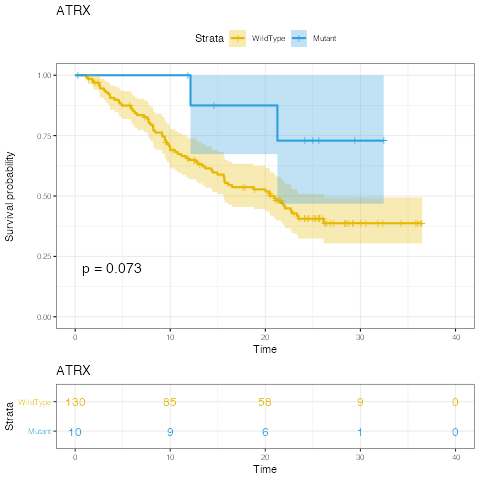 ATRX
Strata WildType Mutant
Survival probability
1.00
0.75
0.50
0.25
0.00
p = 0.073
0 10 20 30 40
Time
ATRX
Strata
WildType 130 85 58 9 0
Mutant 10 9 6 1 0
0 10 20 30 40
Time